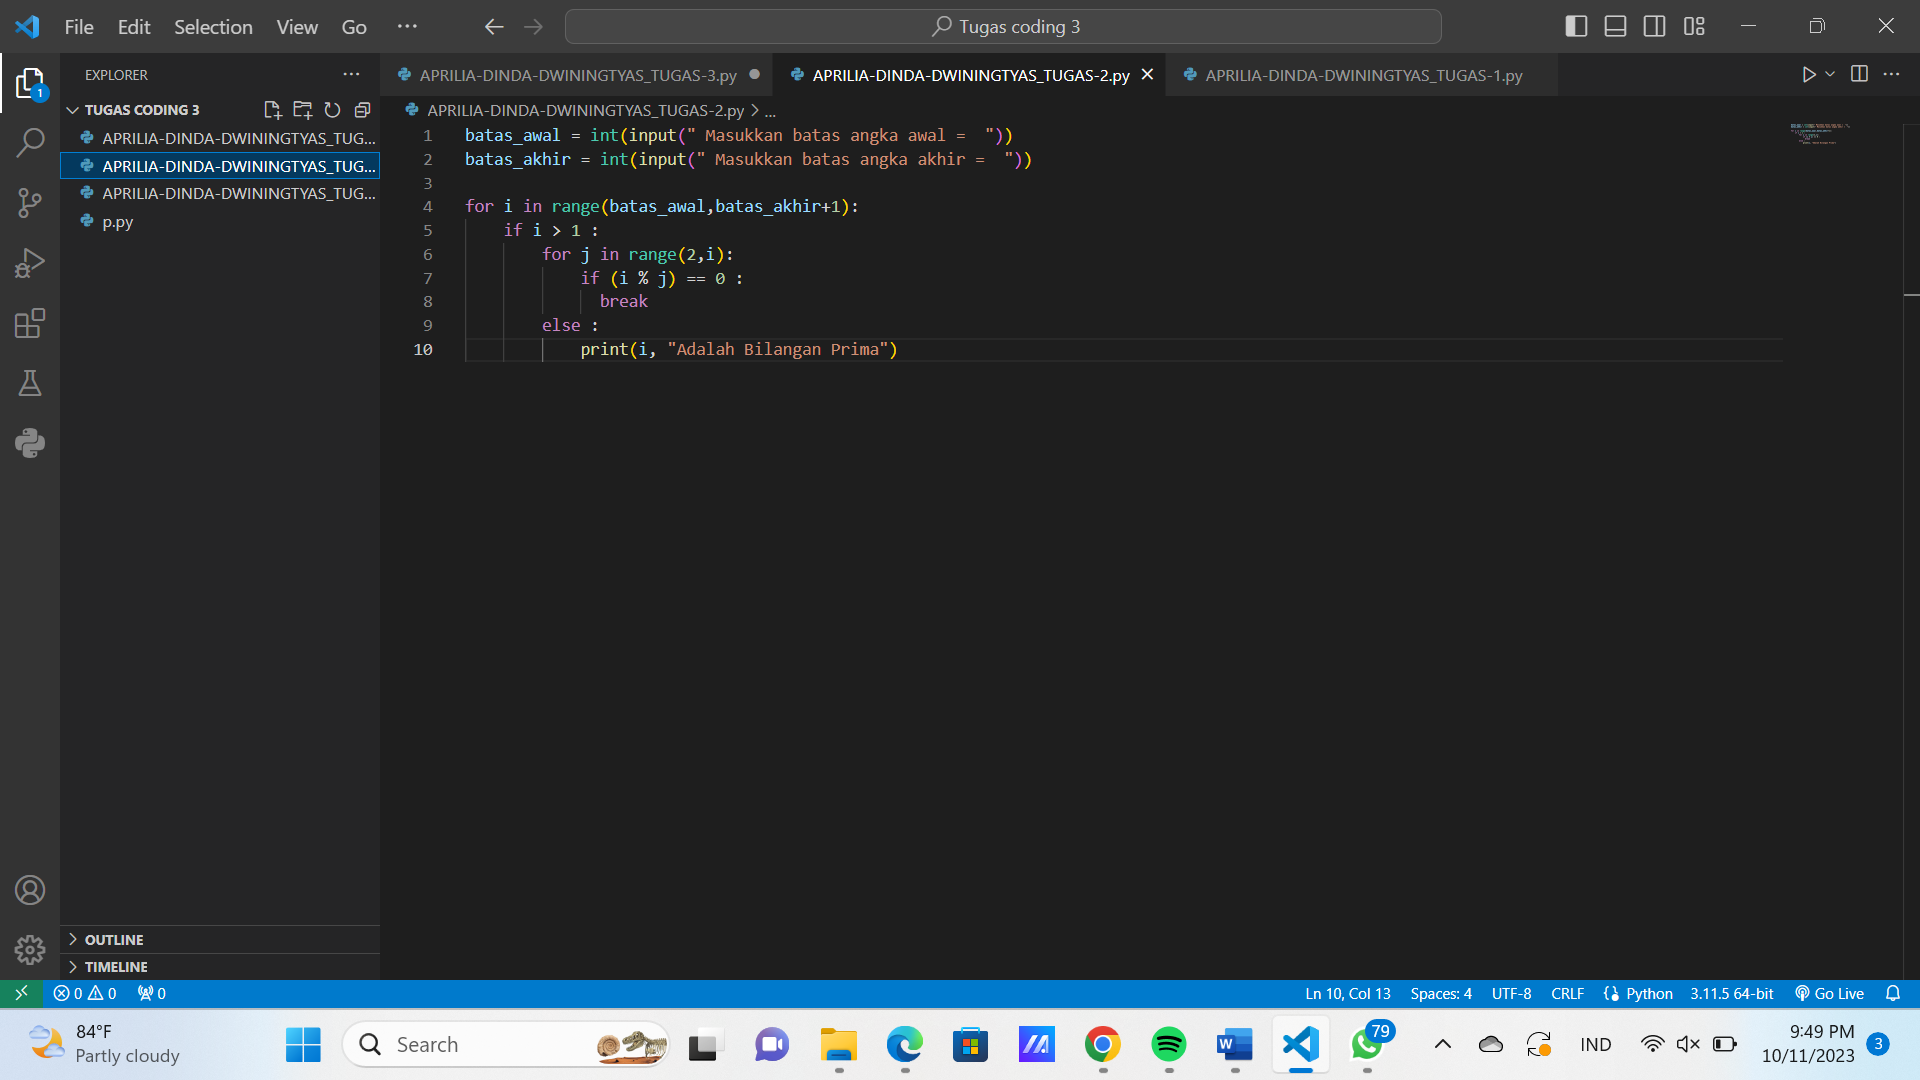 File Edit Selection View Go ··· Tugas coding 3
EXPLORER ···
TUGAS CODING 3
APRILIA-DINDA-DWININGTYAS_TUG...
APRILIA-DINDA-DWININGTYAS_TUG...
APRILIA-DINDA-DWININGTYAS_TUG...
p.py
OUTLINE
TIMELINE
APRILIA-DINDA-DWININGTYAS_TUGAS-3.py APRILIA-DINDA-DWININGTYAS_TUGAS-2.py APRILIA-DINDA-DWININGTYAS_TUGAS-1.py
APRILIA-DINDA-DWININGTYAS_TUGAS-2.py > ...
1 batas_awal = int(input(" Masukkan batas angka awal =  "))
2 batas_akhir = int(input(" Masukkan batas angka akhir =  "))
3
4 for i in range(batas_awal,batas_akhir+1):
5     if i > 1 :
6         for j in range(2,i):
7             if (i % j) == 0 :
8               break
9         else :
10             print(i, "Adalah Bilangan Prima")
1
0 0 0 Ln 10, Col 13 Spaces: 4 UTF-8 CRLF Python 3.11.5 64-bit Go Live
84°F
Partly cloudy
Search
79
IND
9:49 PM
10/11/2023
3